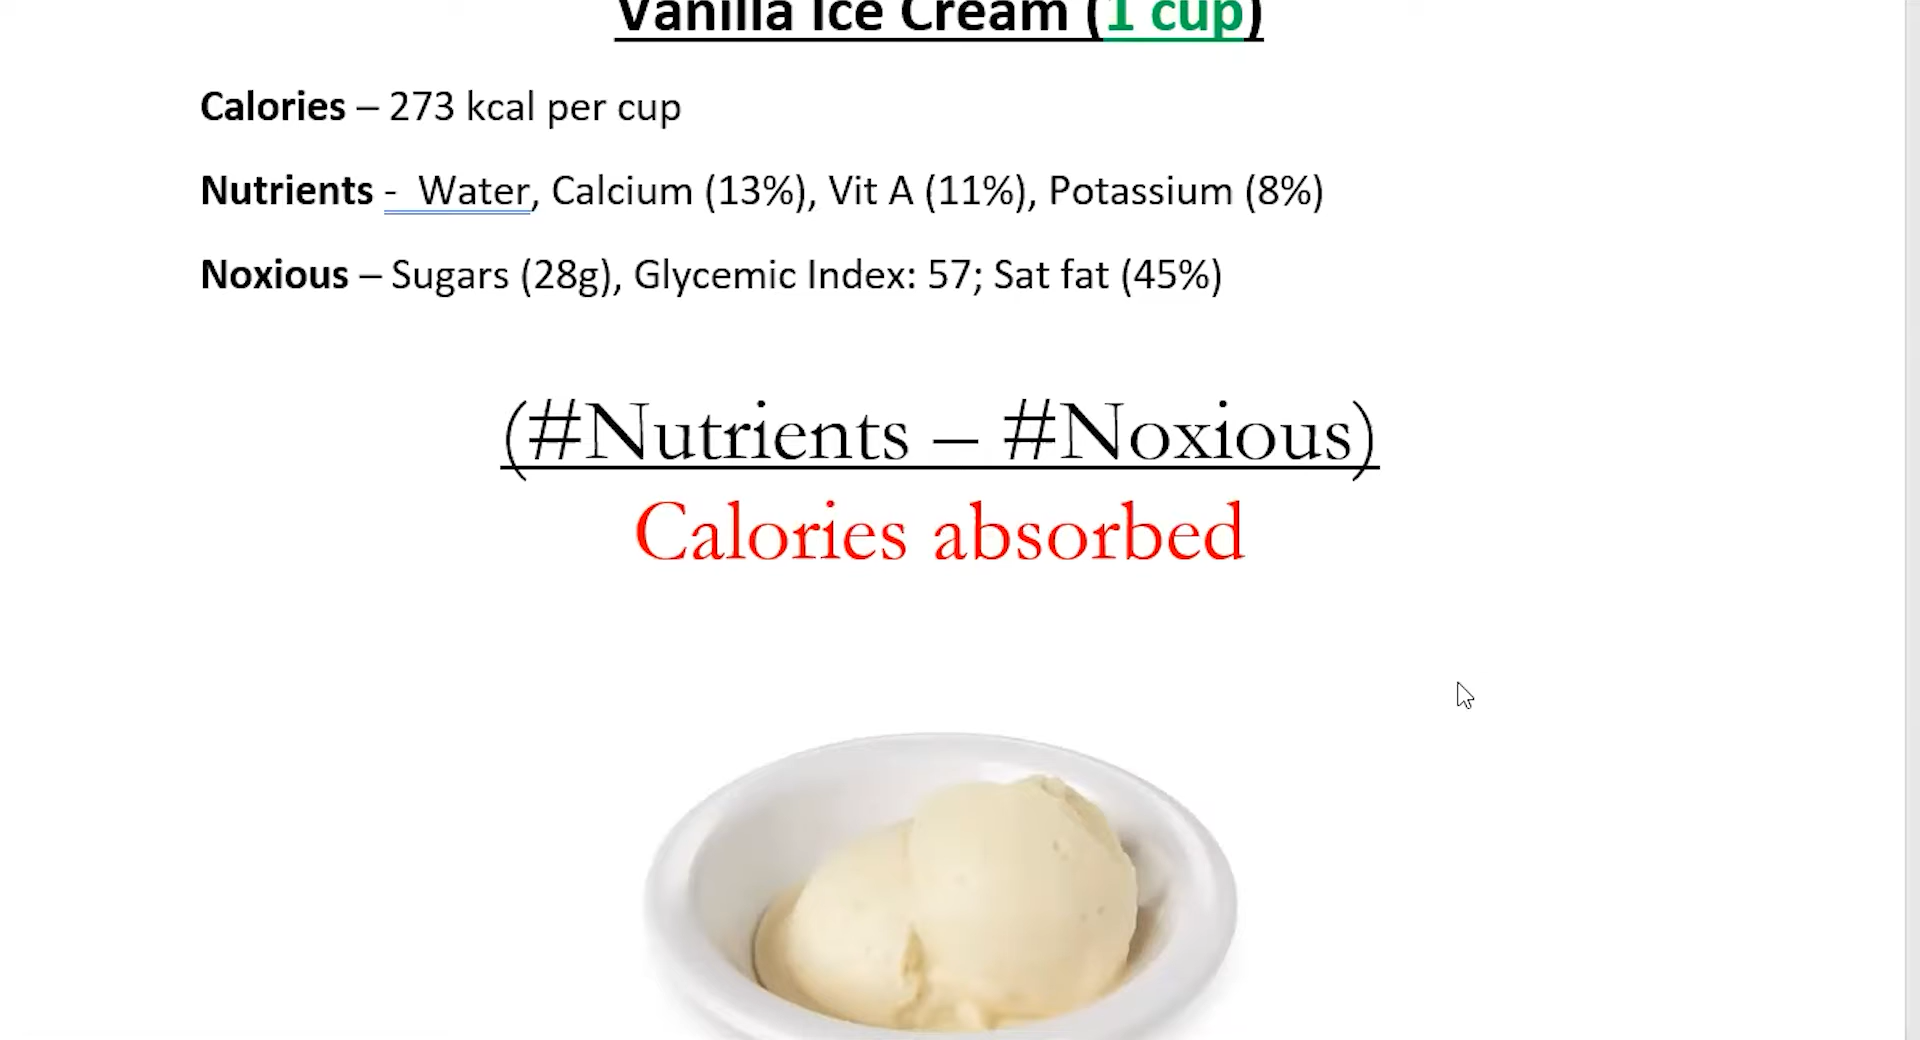 Vanilla Ice Cream (1 cup)
Calories – 273 kcal per cup
Nutrients -  Water, Calcium (13%), Vit A (11%), Potassium (8%)
Noxious – Sugars (28g), Glycemic Index: 57; Sat fat (45%)
(#Nutrients – #Noxious)
Calories absorbed